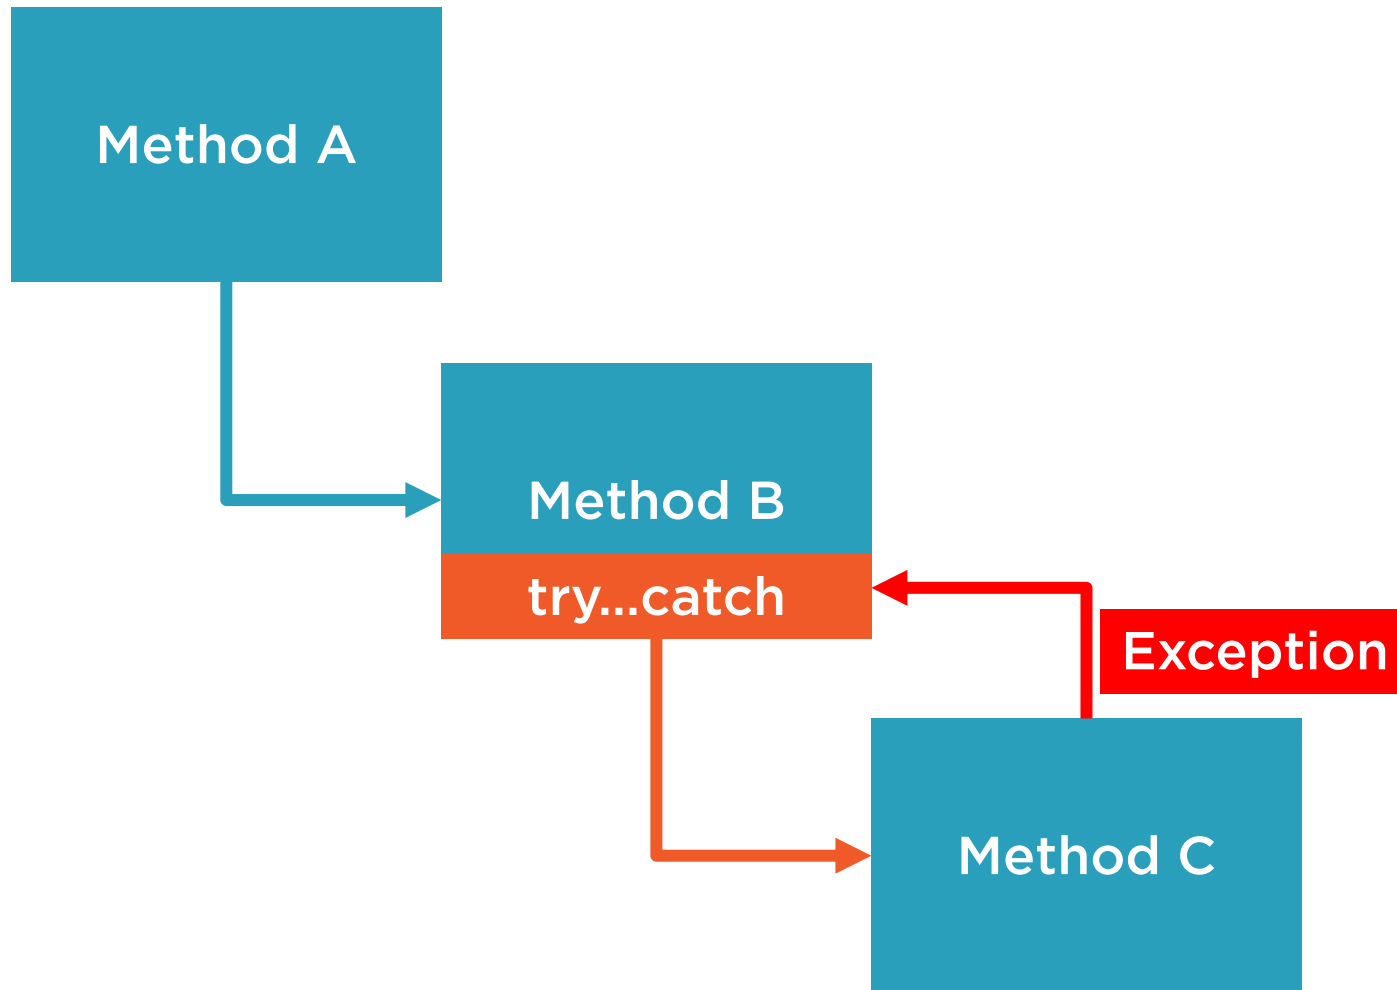 Method A
Method B
try...catch
Exception
Method C